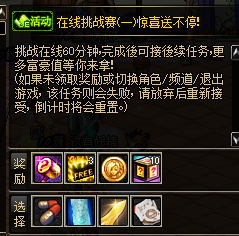 活动 在线挑战赛(一)惊喜送不停!
挑战在线60分钟,完成後可接後续任务,更
多富豪值等你来拿!
(如果未领取奖励或切换角色/频道/退出
游戏, 该任务则会失败, 请放弃后重新接
受, 倒计时将会重置。)
奖励
3
FREE
10
选择